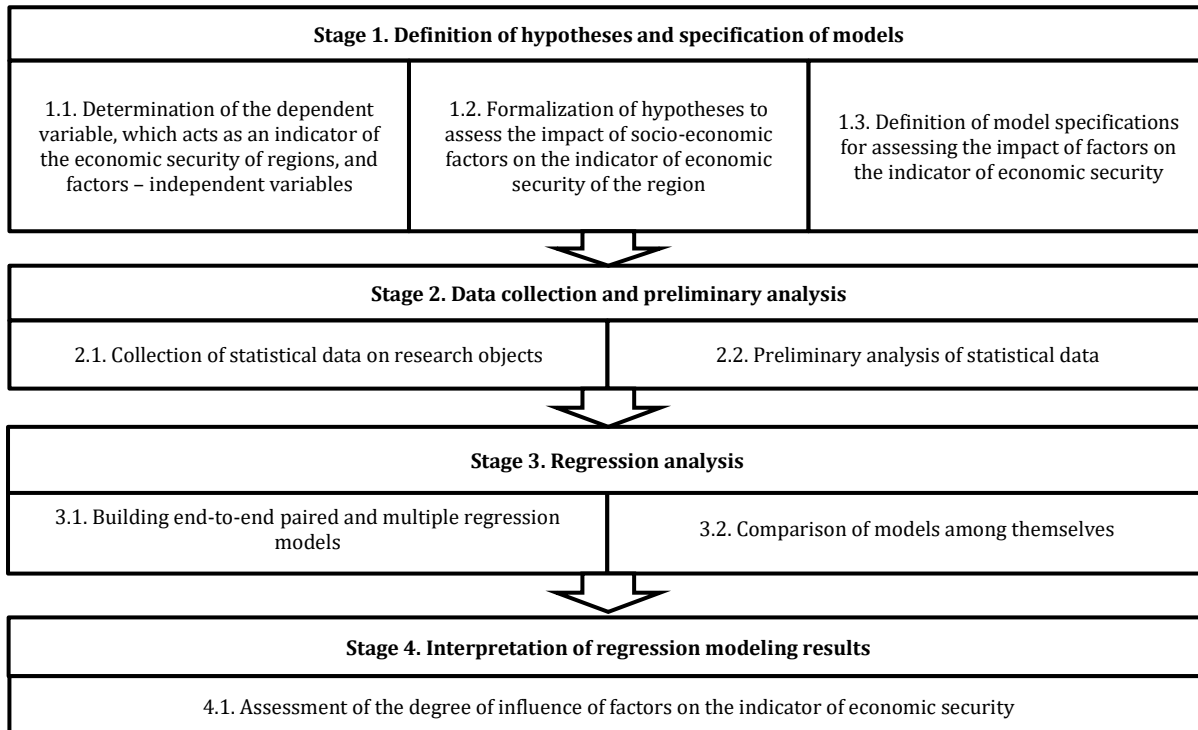 Stage 1. Definition of hypotheses and specification of models
1.1. Determination of the dependent
variable, which acts as an indicator of
the economic security of regions, and
factors – independent variables
1.2. Formalization of hypotheses to
assess the impact of socio-economic
factors on the indicator of economic
security of the region
1.3. Definition of model specifications
for assessing the impact of factors on
the indicator of economic security
Stage 2. Data collection and preliminary analysis
2.1. Collection of statistical data on research objects
2.2. Preliminary analysis of statistical data
Stage 3. Regression analysis
3.1. Building end-to-end paired and multiple regression
models
3.2. Comparison of models among themselves
Stage 4. Interpretation of regression modeling results
4.1. Assessment of the degree of influence of factors on the indicator of economic security